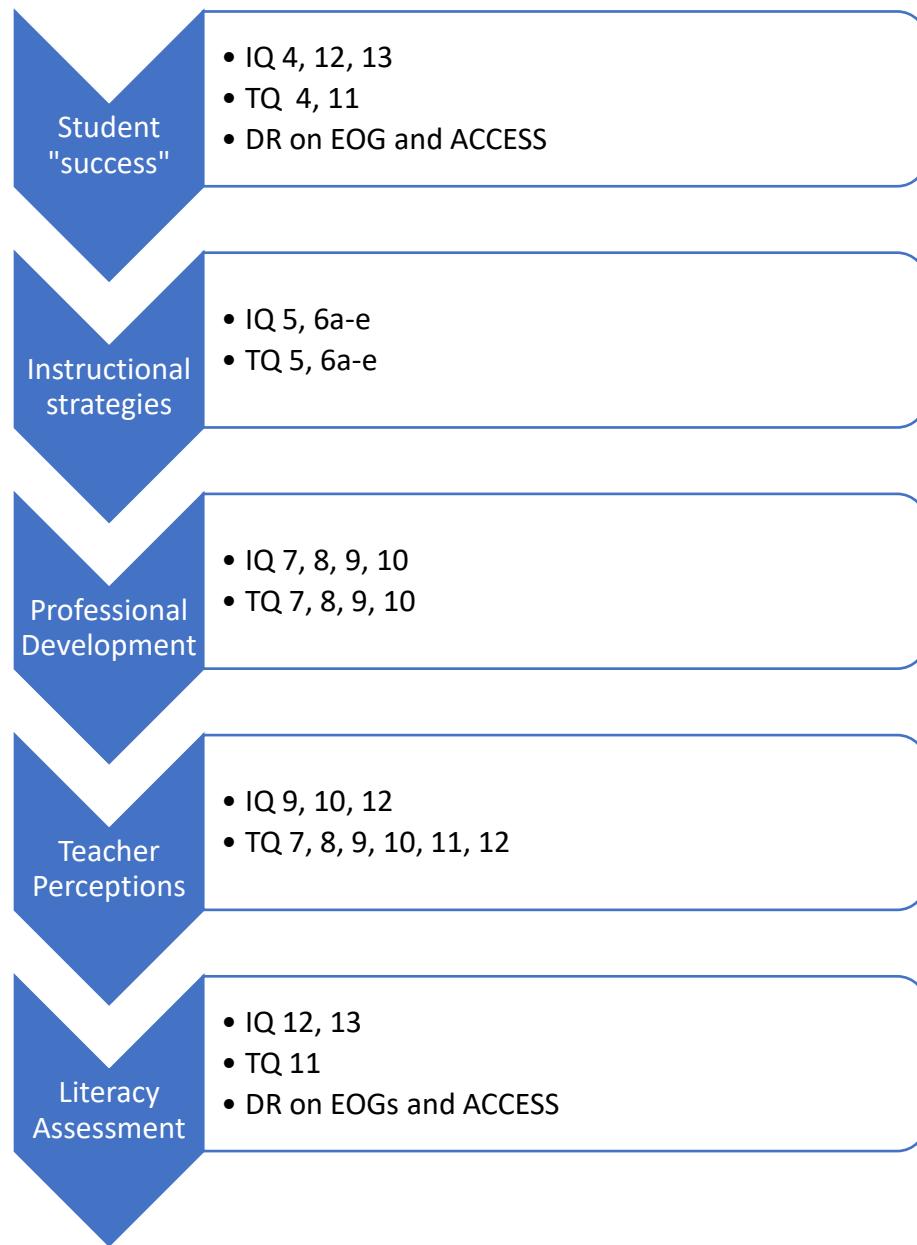 Student
"success"
• IQ 4, 12, 13
• TQ  4, 11
• DR on EOG and ACCESS
Instructional
strategies
• IQ 5, 6a-e
• TQ 5, 6a-e
Professional
Development
• IQ 7, 8, 9, 10
• TQ 7, 8, 9, 10
Teacher
Perceptions
• IQ 9, 10, 12
• TQ 7, 8, 9, 10, 11, 12
Literacy
Assessment
• IQ 12, 13
• TQ 11
• DR on EOGs and ACCESS